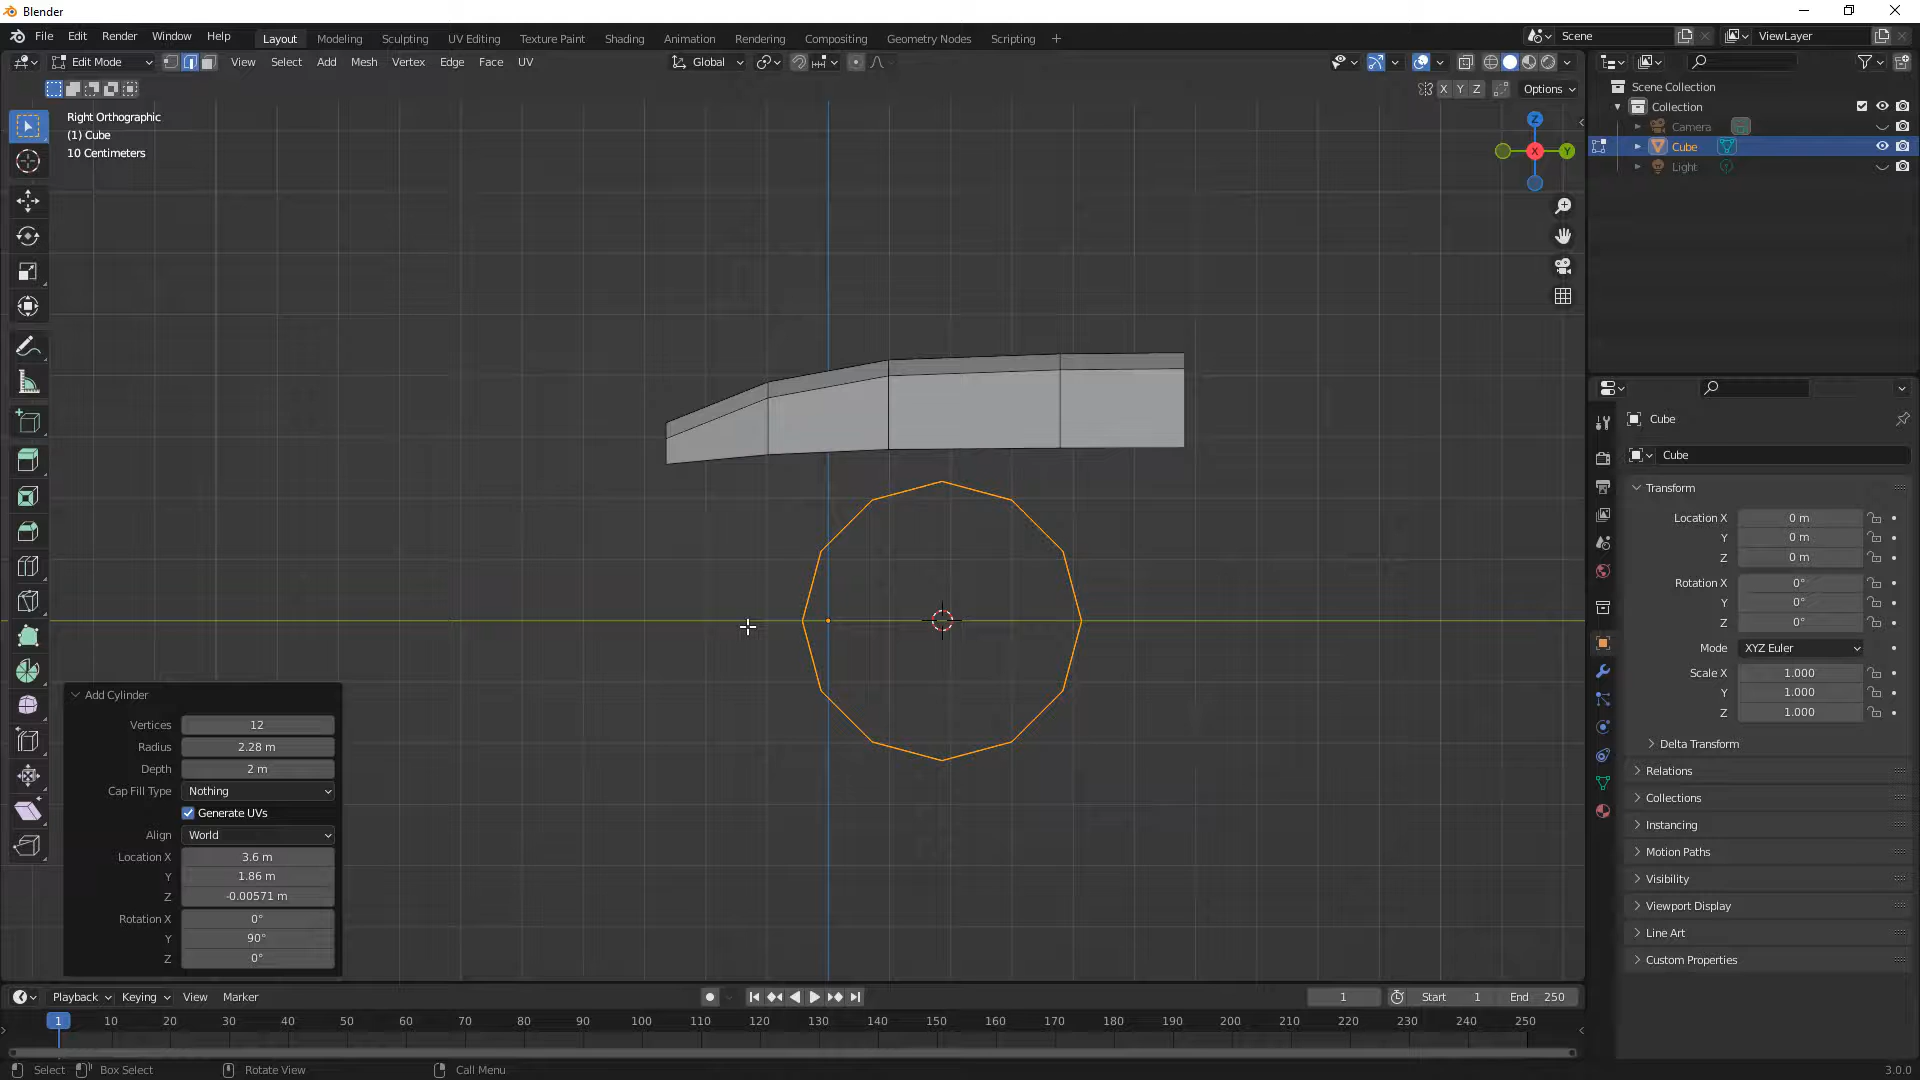 Blender
File Edit Render Window Help
Layout Modeling Sculpting UV Editing Texture Paint Shading Animation Rendering Compositing Geometry Nodes Scripting +
Scene
ViewLayer
Edit Mode View Select Add Mesh Vertex Edge Face UV
Global
X Y Z Options
Right Orthographic
(1) Cube
10 Centimeters
Z
X
Y
Scene Collection
Collection
Camera
Cube
Light
Cube
Cube
Transform
Location X 0 m
Y 0 m
Z 0 m
Rotation X 0°
Y 0°
Z 0°
Mode XYZ Euler
Scale X 1.000
Y 1.000
Z 1.000
Delta Transform
Relations
Collections
Instancing
Motion Paths
Visibility
Viewport Display
Line Art
Custom Properties
Add Cylinder
Vertices 12
Radius 2.28 m
Depth 2 m
Cap Fill Type Nothing
Generate UVs
Align World
Location X 3.6 m
Y 1.86 m
Z -0.00571 m
Rotation X 0°
Y 90°
Z 0°
Playback Keying View Marker
1 Start 1 End 250
1 10 20 30 40 50 60 70 80 90 100 110 120 130 140 150 160 170 180 190 200 210 220 230 240 250
Select Box Select Rotate View Call Menu
3.0.0